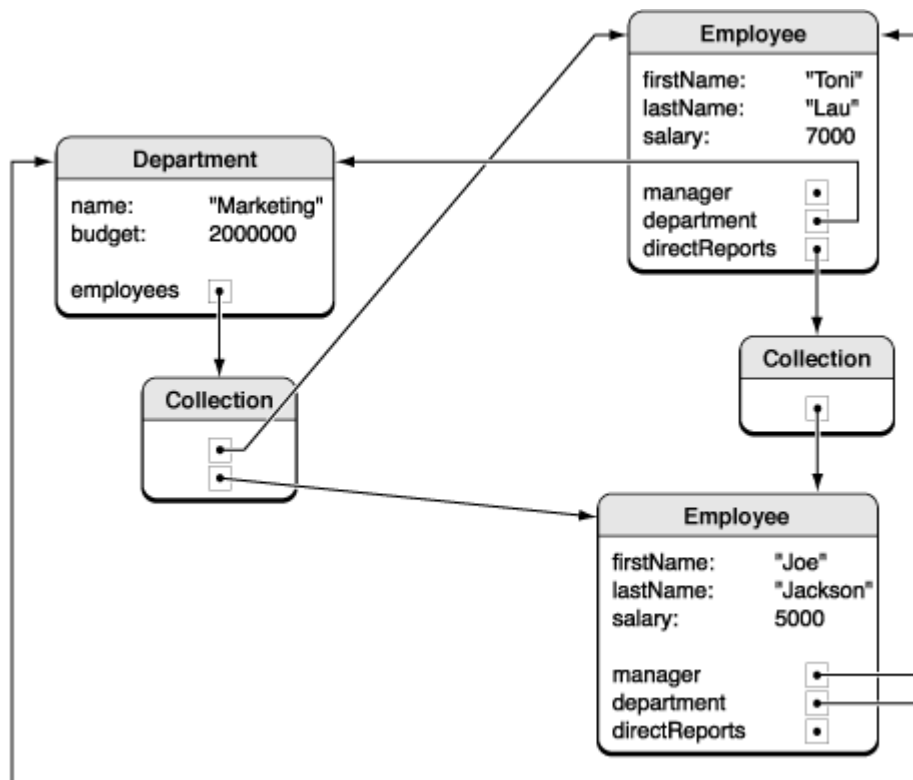 Employee
firstName: "Toni"
lastName: "Lau"
salary: 7000
manager
department
directReports
Department
name: "Marketing"
budget: 2000000
employees
Collection
Collection
Employee
firstName: "Joe"
lastName: "Jackson"
salary: 5000
manager
department
directReports